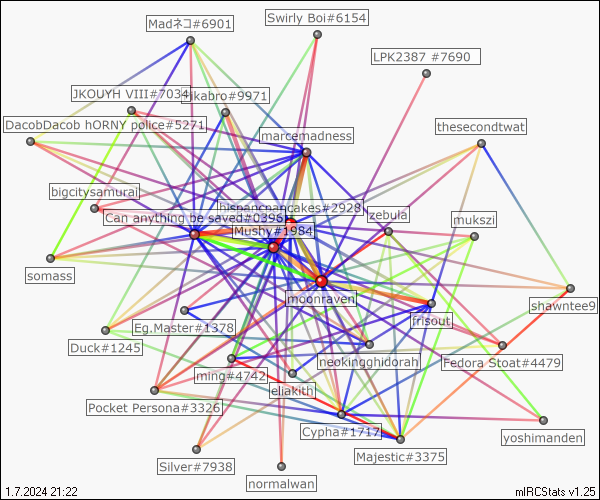 Swirly Boi#6154
Madネコ#6901
LPK2387 #7690
JKOUYH VIII#7034
ikabro#9971
DacobDacob hORNY police#5271
marcemadness
thesecondtwat
bigcitysamurai
hispancpancakes#2928
Can anything be saved#0396
zebula
mukszi
Mushy#1984
somass
moonraven
shawntee9
Eg.Master#1378
irisout
Duck#1245
neokingghidorah
Fedora Stoat#4479
ming#4742
eliakith
Pocket Persona#3326
Cypha#1717
yoshimanden
Majestic#3375
Silver#7938
normalwan
1.7.2024 21:22
mIRCStats v1.25